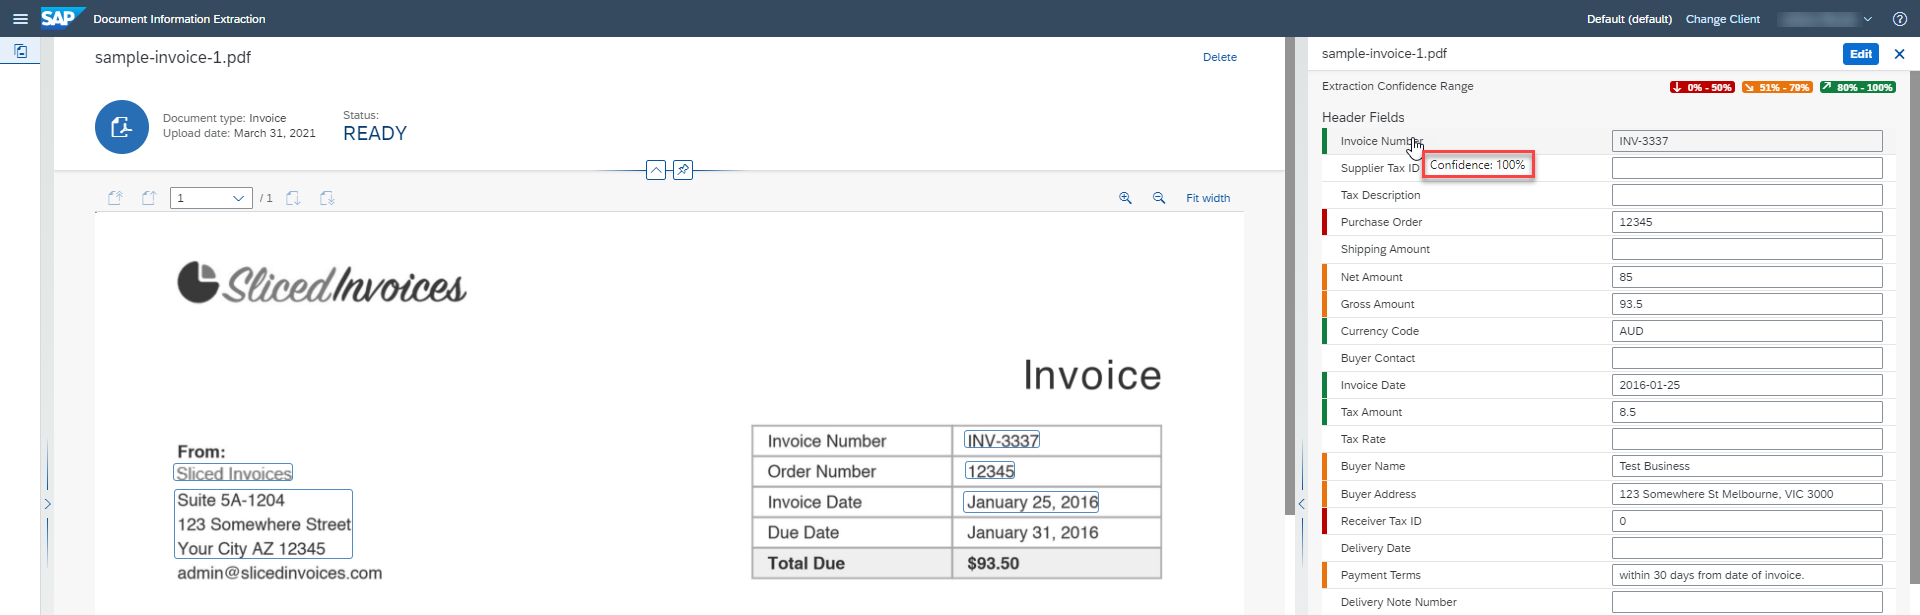 SAP Document Information Extraction Default (default) Change Client
sample-invoice-1.pdf Delete
Document type: Invoice
Upload date: March 31, 2021
Status:
READY
1 / 1 Fit width
SlicedInvoices
Invoice
From:
Sliced Invoices
Suite 5A-1204
123 Somewhere Street
Your City AZ 12345
admin@slicedinvoices.com
Invoice Number INV-3337
Order Number 12345
Invoice Date January 25, 2016
Due Date January 31, 2016
Total Due $93.50
sample-invoice-1.pdf Edit
Extraction Confidence Range 0% - 50% 51% - 79% 80% - 100%
Header Fields
Invoice Number INV-3337
Confidence: 100%
Supplier Tax ID
Tax Description
Purchase Order 12345
Shipping Amount
Net Amount 85
Gross Amount 93.5
Currency Code AUD
Buyer Contact
Invoice Date 2016-01-25
Tax Amount 8.5
Tax Rate
Buyer Name Test Business
Buyer Address 123 Somewhere St Melbourne, VIC 3000
Receiver Tax ID 0
Delivery Date
Payment Terms within 30 days from date of invoice.
Delivery Note Number